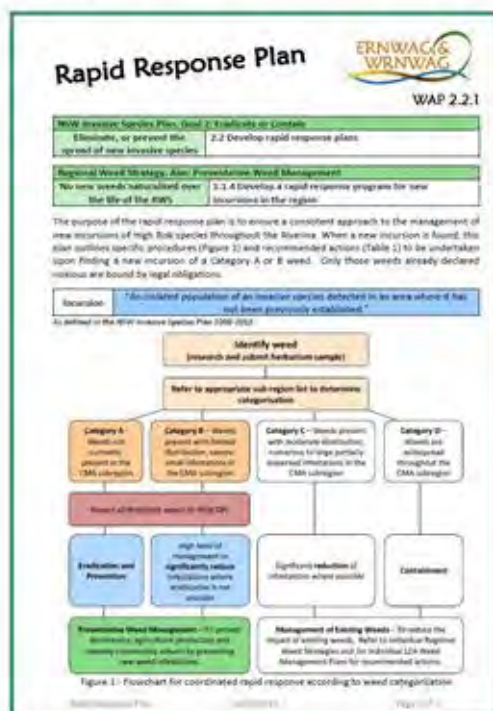 Rapid Response Plan
ERNWAG &
WRNWAG
WAP 2.2.1
NSW Invasive Species Plan, Goal 2: Eradicate or Contain
Eliminate, or prevent the
spread of new invasive species
2.2 Develop rapid response plans
Regional Weed Strategy, Aim: Preventative Weed Management
No new weeds naturalised over
the life of the RWS
1.1.4 Develop a rapid response program for new
incursions in the region
The purpose of the rapid response plan is to ensure a consistent approach to the management of
new incursions of High Risk species throughout the Riverina. When a new incursion is found, this
plan outlines specific procedures (Figure 1) and recommended actions (Table 1) to be undertaken
upon finding a new incursion of a Category A or B weed. Only those weeds already declared
noxious are bound by legal obligations.
Incursion
"An isolated population of an invasive species detected in an area where it has
not been previously established."
As defined in the NSW Invasive Species Plan
Identify weed
(research and submit herbarium sample)
Refer to appropriate sub region list to determine
categorisation
Category A
Weeds not
currently
present in the
CMA subregion
Category B – Weeds
present with limited
distribution,
small infestations in
the CMA subregion
Category C – Weeds present
with moderate distribution,
numerous to large partially
dispersed infestations in the
CMA subregion
Category D –
Weeds are
widespread
throughout the
CMA subregion
Eradication and
Prevention
High level of
management to
significantly reduce
infestations where
eradication is not
possible
Significant reduction of
infestations where possible
Containment
Preventative Weed Management – To protect
agriculture production and
community by preventing
new weed infestations
Management of Existing Weeds – To reduce the
impact of existing weeds. Refer to individual Regional
Weed Strategies and/or individual LCA Weed
Management Plans for recommended actions
Figure 1 - Flowchart for coordinated rapid response according to weed categorisation
Rapid Response Plan